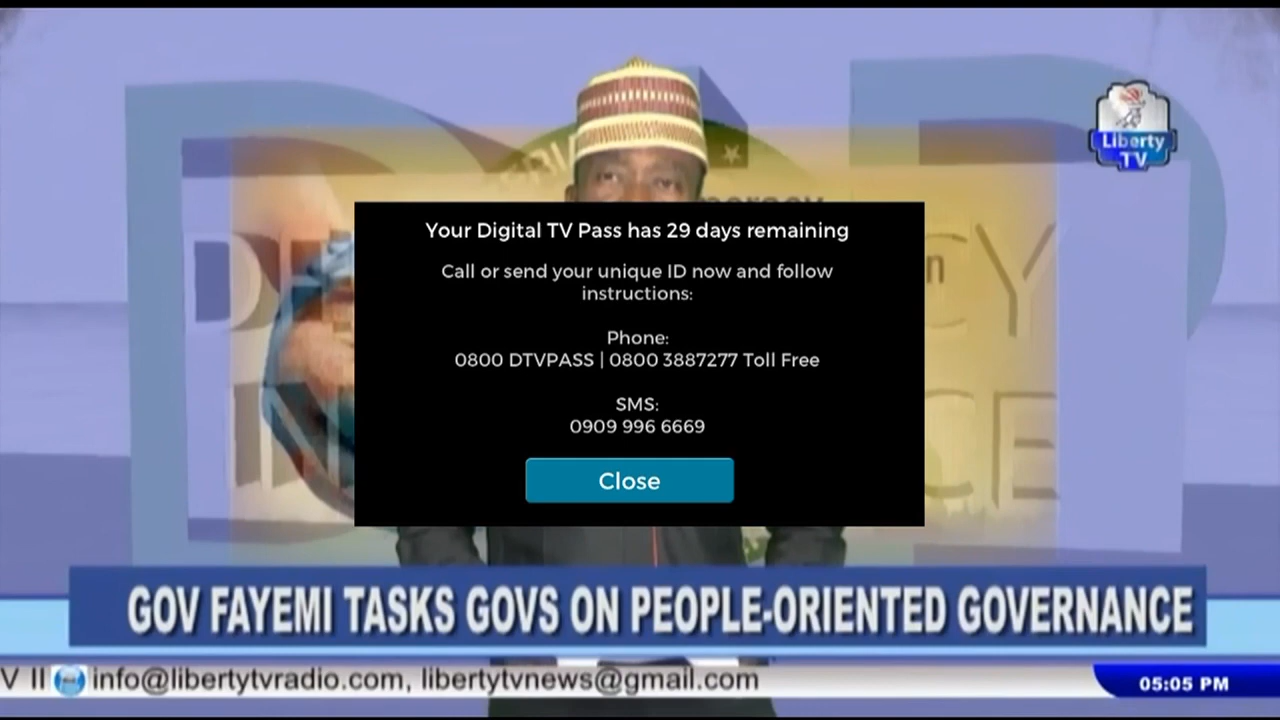 Liberty
TV
Your Digital TV Pass has 29 days remaining
Call or send your unique ID now and follow
instructions:
Phone:
0800 DTVPASS | 0800 3887277 Toll Free
SMS:
0909 996 6669
Close
GOV FAYEMI TASKS GOVS ON PEOPLE-ORIENTED GOVERNANCE
V II info@libertytvradio.com, libertytvnews@gmail.com
05:05 PM